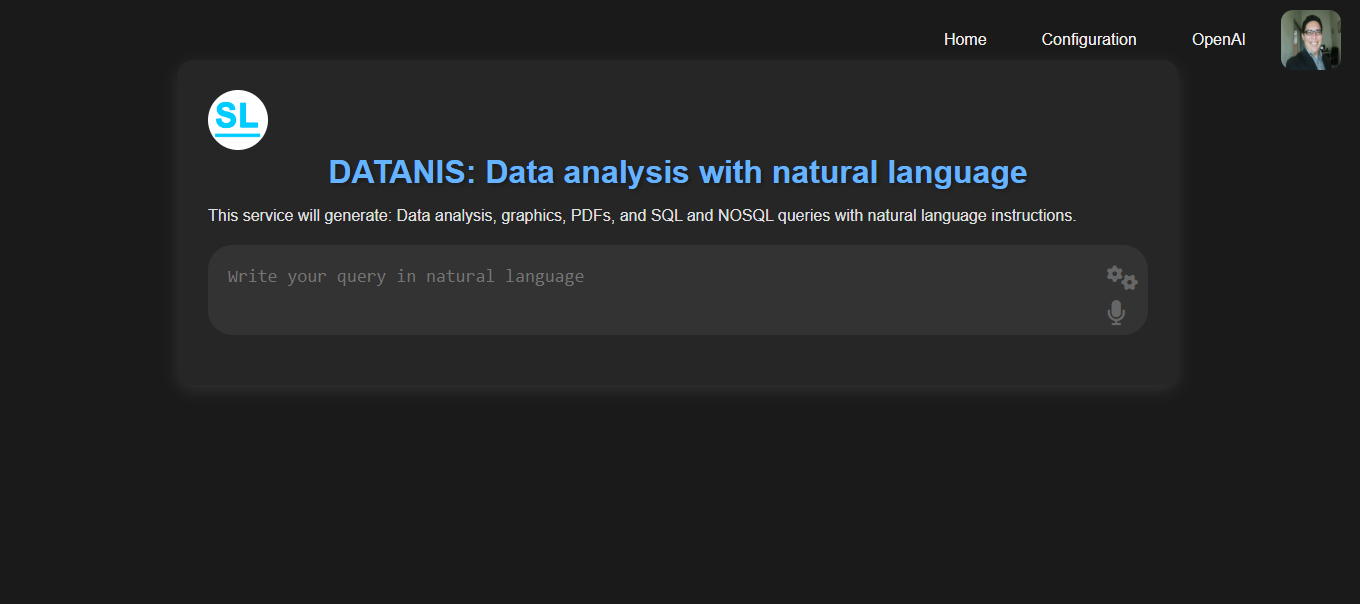 Home Configuration OpenAI
SL
DATANIS: Data analysis with natural language
This service will generate: Data analysis, graphics, PDFs, and SQL and NOSQL queries with natural language instructions.
Write your query in natural language